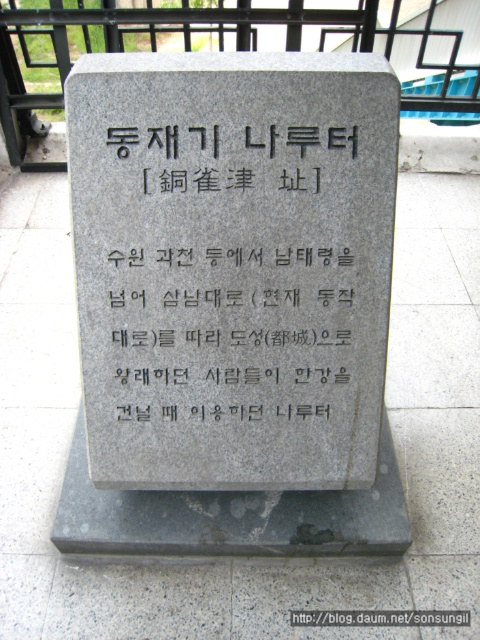 동재기 나루터
[銅雀津 址]
수원 과천 등에서 남태령을
넘어 삼남대로(현재 동작
대로)를 따라 도성(都城)으로
왕래하던 사람들이 한강을
건널 때 이용하던 나루터
http://blog.daum.net/sonsungil